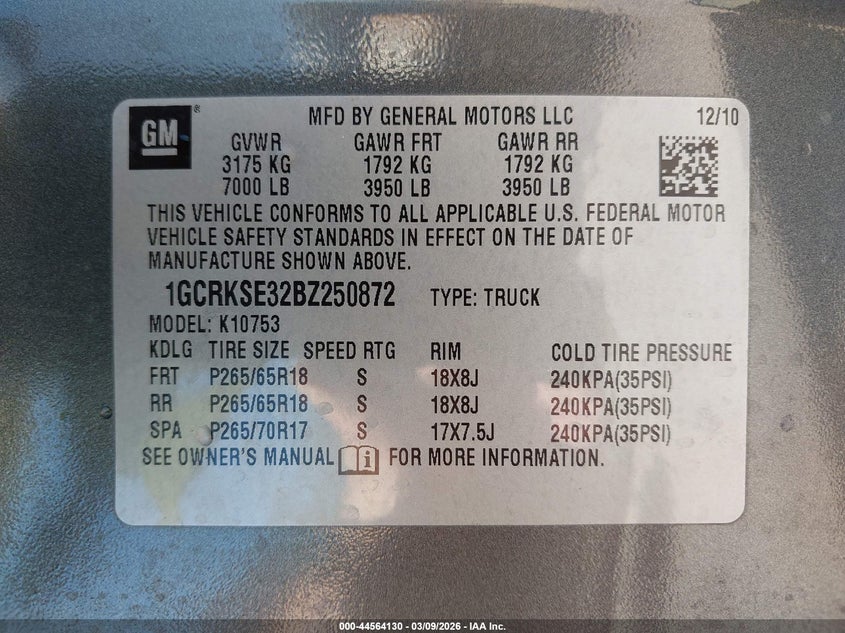 GM ® MFD BY GENERAL MOTORS LLC 12/10
GVWR GAWR FRT GAWR RR
3175 KG 1792 KG 1792 KG
7000 LB 3950 LB 3950 LB
THIS VEHICLE CONFORMS TO ALL APPLICABLE U.S. FEDERAL MOTOR
VEHICLE SAFETY STANDARDS IN EFFECT ON THE DATE OF
MANUFACTURE SHOWN ABOVE.
1GCRKSE32BZ250872 TYPE: TRUCK
MODEL: K10753
KDLG TIRE SIZE SPEED RTG RIM COLD TIRE PRESSURE
FRT P265/65R18 S 18X8J 240KPA(35PSI)
RR P265/65R18 S 18X8J 240KPA(35PSI)
SPA P265/70R17 S 17X7.5J 240KPA(35PSI)
SEE OWNER'S MANUAL i FOR MORE INFORMATION.
000-44564130 - 03/09/2026 - IAA Inc.